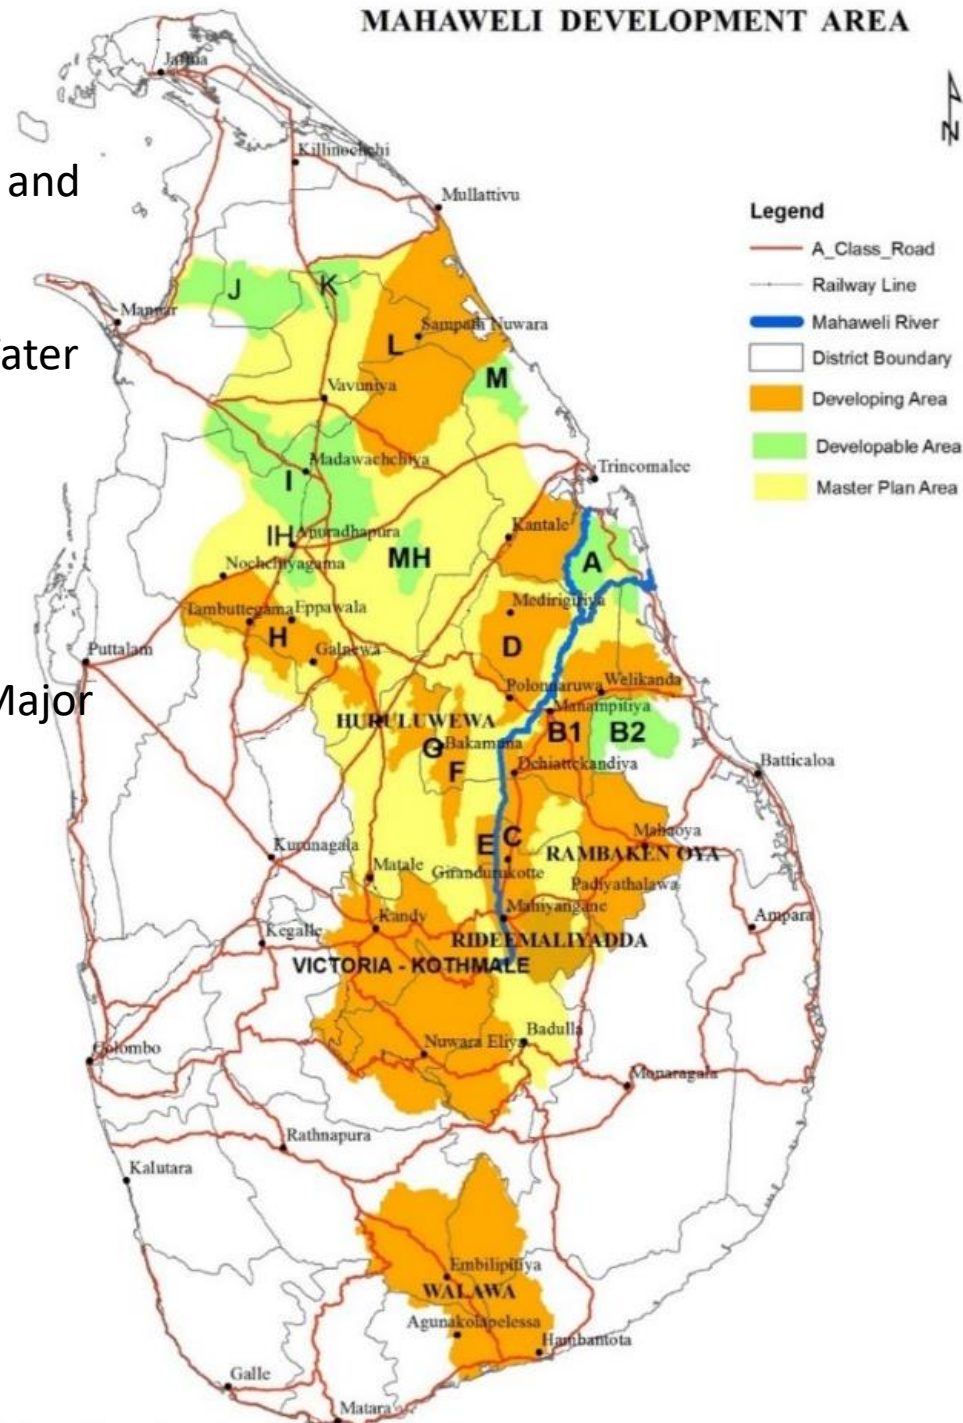 MAHAWELI DEVELOPMENT AREA
Jaffna
N
Killinochchi
and
Mullattivu
Legend
A_Class_Road
Railway Line
Mahaweli River
District Boundary
Developing Area
Developable Area
Master Plan Area
J
K
Mannar
Sampath Nuwara
L
ater
M
Vavuniya
Madawachchiya
Trincomalee
I
Kantale
IH
Anuradhapura
MH
A
Nochchiyagama
Medirigiriya
Tambuttegama
Eppawala
H
D
Puttalam
Galnewa
Polonnaruwa
Welikanda
Major
Manampitiya
HURULUWEWA
B1
B2
G
Bakamuna
F
Dehiattekandiya
Batticaloa
Mahaoya
E
C
RAMBAKEN OYA
Kurunagala
Matale
Girandurukotte
Padiyathalawa
Mahiyangane
Kandy
Ampara
Kegalle
RIDEEMALIYADDA
VICTORIA - KOTHMALE
Badulla
Colombo
Nuwara Eliya
Monaragala
Rathnapura
Kalutara
Embilipitiya
WALAWA
Agunakolapelessa
Hambantota
Galle
Matara